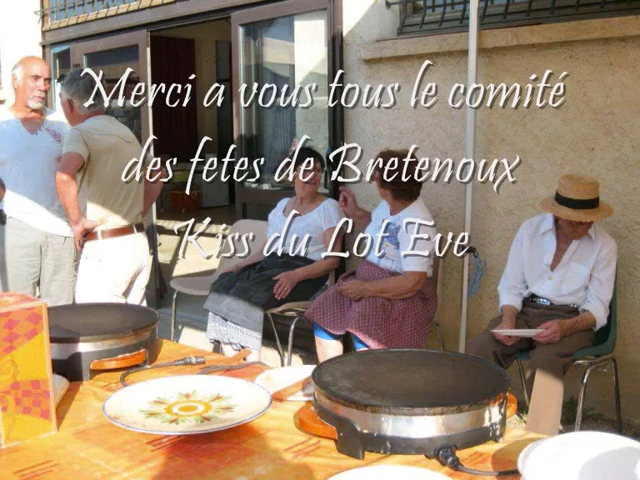 Merci a vous tous le comité
des fetes de Bretenoux
Kiss du Lot Eve